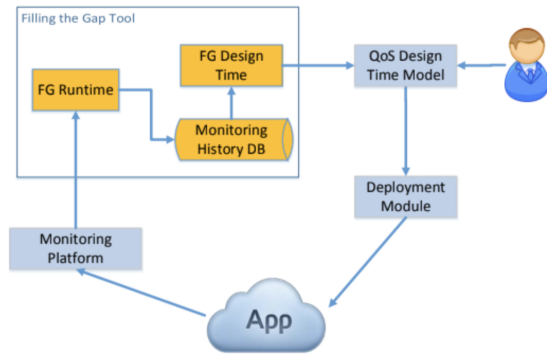 Filling the Gap Tool
FG Design
Time
QoS Design
Time Model
FG Runtime
Monitoring
History DB
Deployment
Module
Monitoring
Platform
App